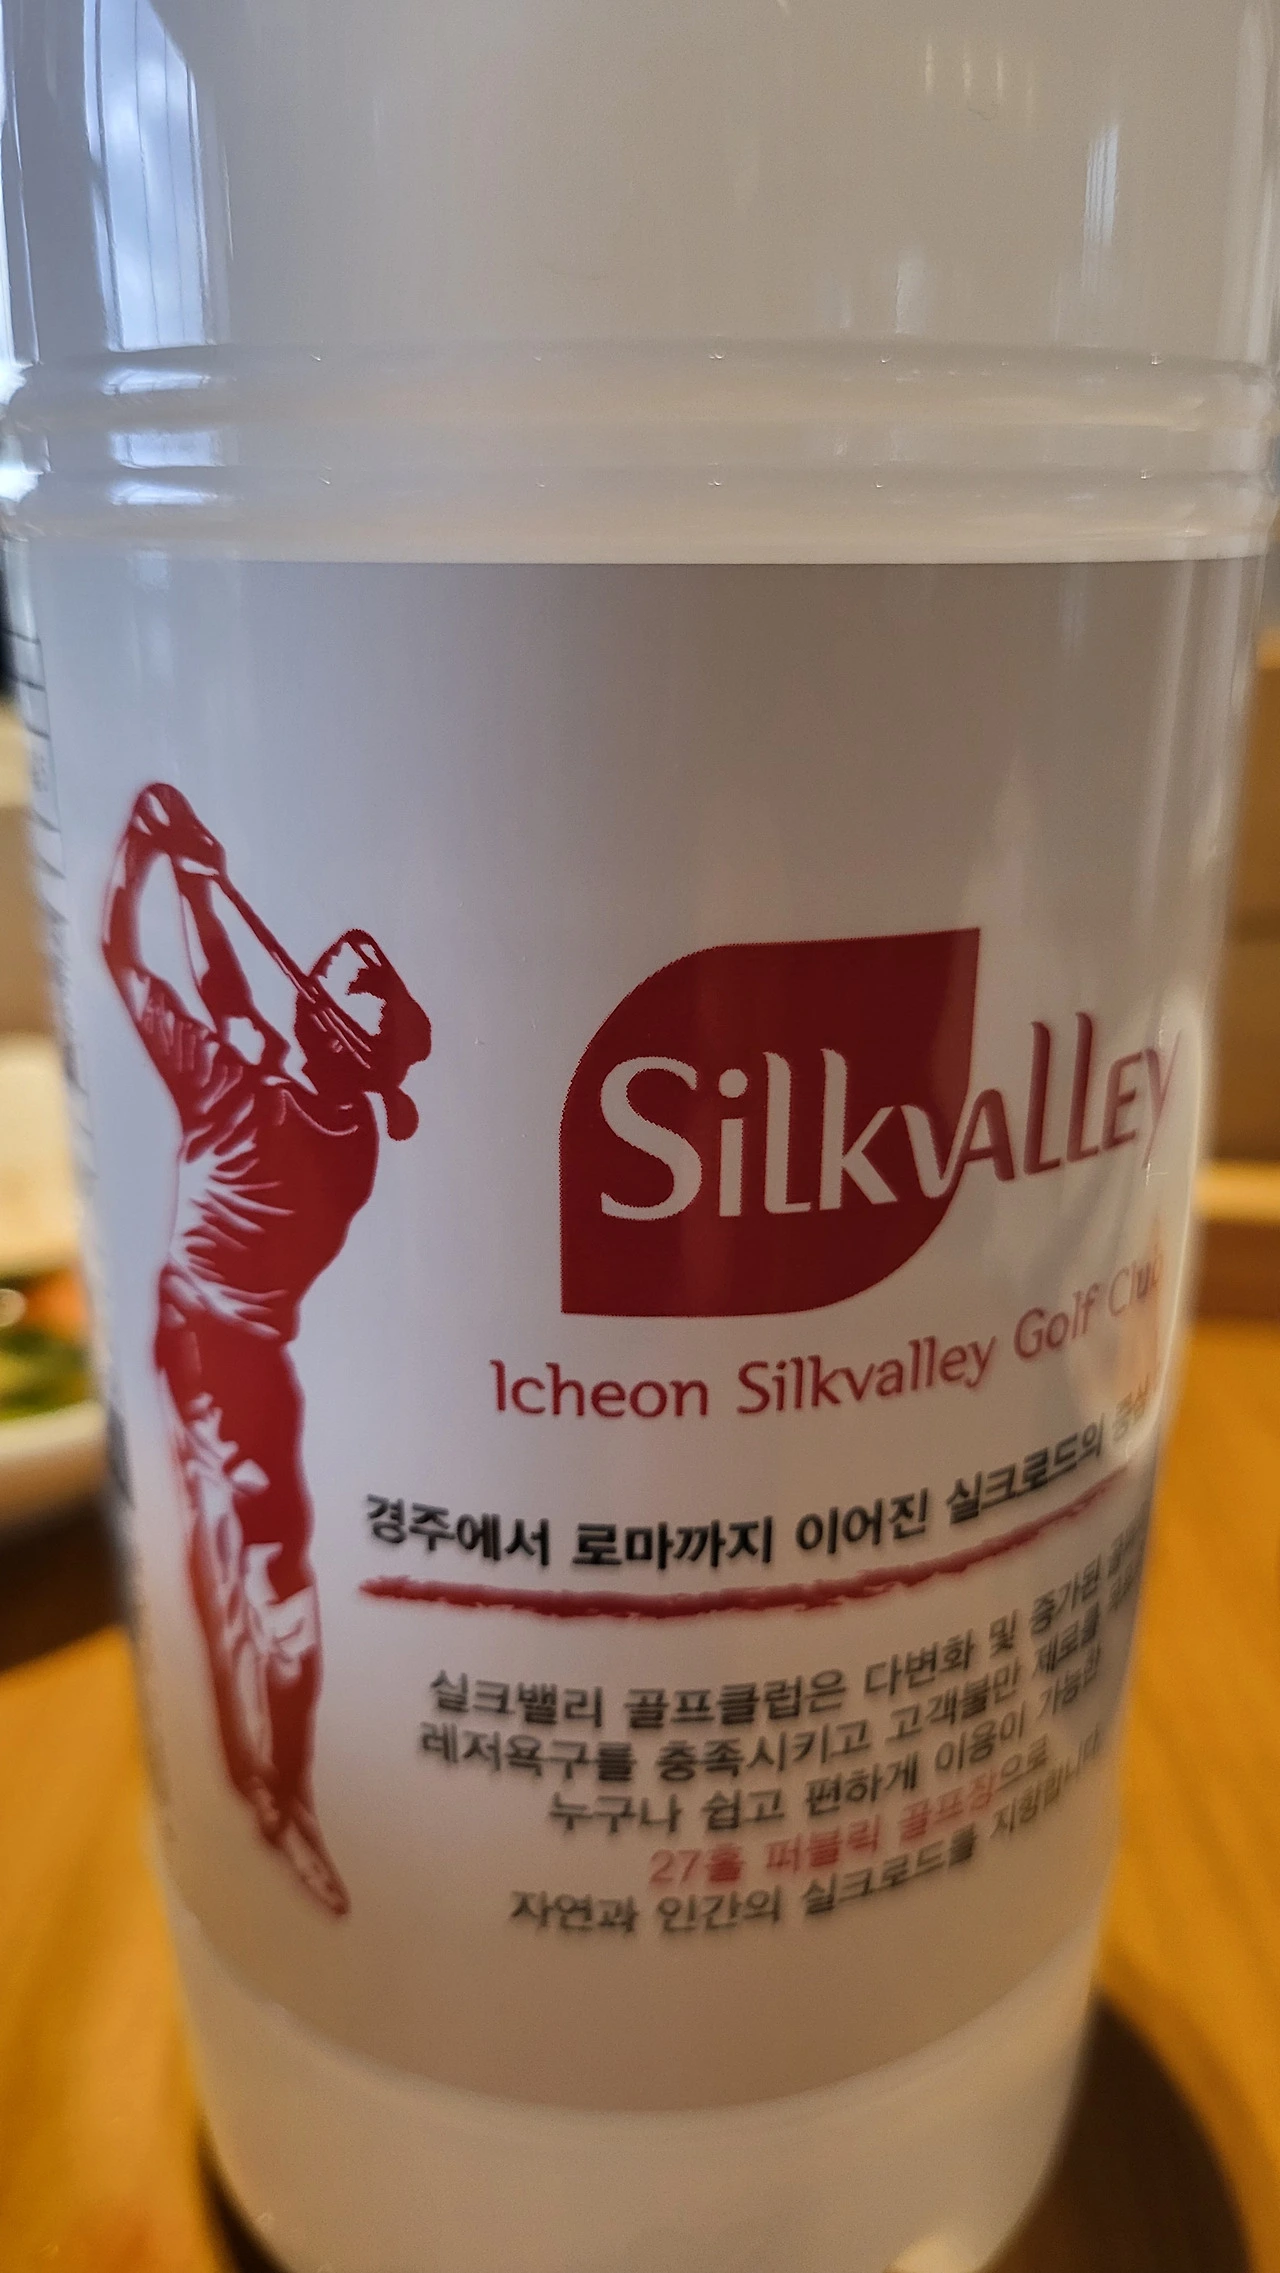 Silkvalley
Icheon Silkvalley Golf Club
경주에서 로마까지 이어진 실크로드의
실크밸리 골프클럽은 다변화 및 증가된
레저욕구를 충족시키고 고객불만 제로를
누구나 쉽고 편하게 이용이 가능한
27홀 퍼블릭 골프장으로
자연과 인간의 실크로드를 지향합니다